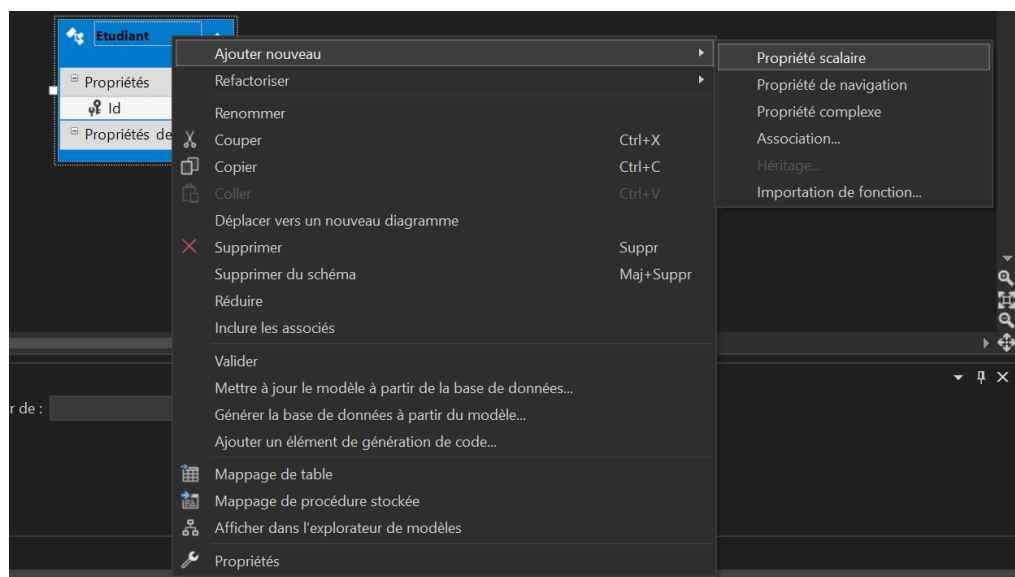 Etudiant
Propriétés
Id
Propriétés de
Ajouter nouveau
Refactoriser
Renommer
Couper Ctrl+X
Copier Ctrl+C
Coller Ctrl+V
Déplacer vers un nouveau diagramme
Supprimer Suppr
Supprimer du schéma Maj+Suppr
Réduire
Inclure les associés
Valider
Mettre à jour le modèle à partir de la base de données...
Générer la base de données à partir du modèle...
Ajouter un élément de génération de code...
Mappage de table
Mappage de procédure stockée
Afficher dans l'explorateur de modèles
Propriétés
Propriété scalaire
Propriété de navigation
Propriété complexe
Association...
Héritage...
Importation de fonction...
r de :